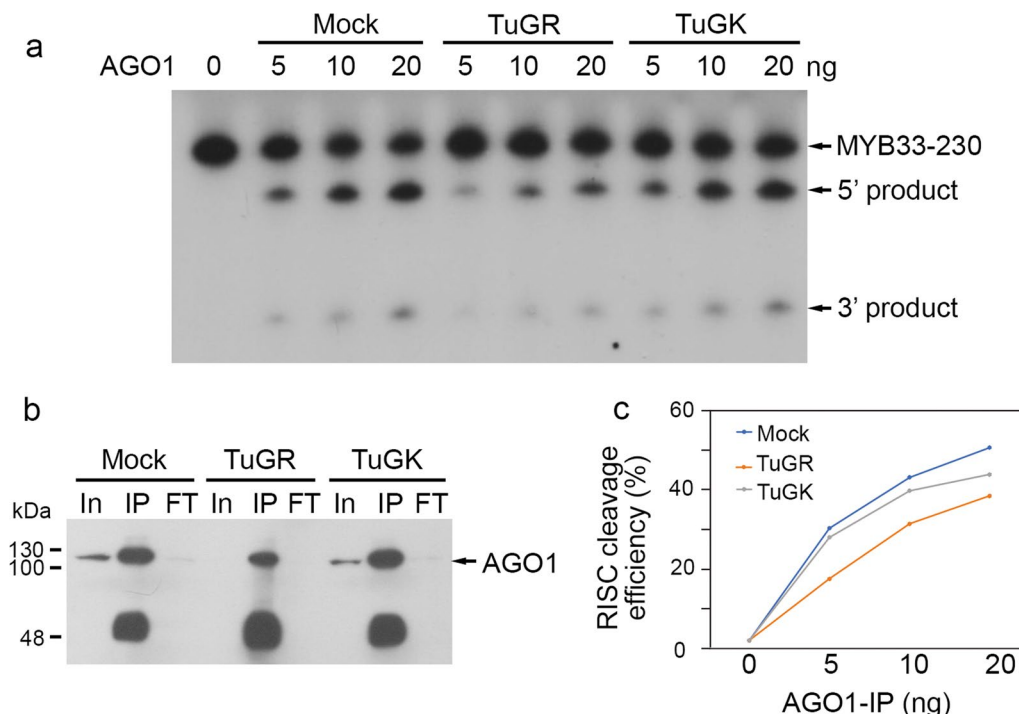 a
Mock TuGR TuGK
AGO1 0 5 10 20 5 10 20 5 10 20 ng
MYB33-230
5' product
3' product
b
Mock TuGR TuGK
In IP FT In IP FT In IP FT
kDa
130
100
48
AGO1
c
60
40
20
0
RISC cleavage
efficiency (%)
Mock
TuGR
TuGK
0 5 10 20
AGO1-IP (ng)